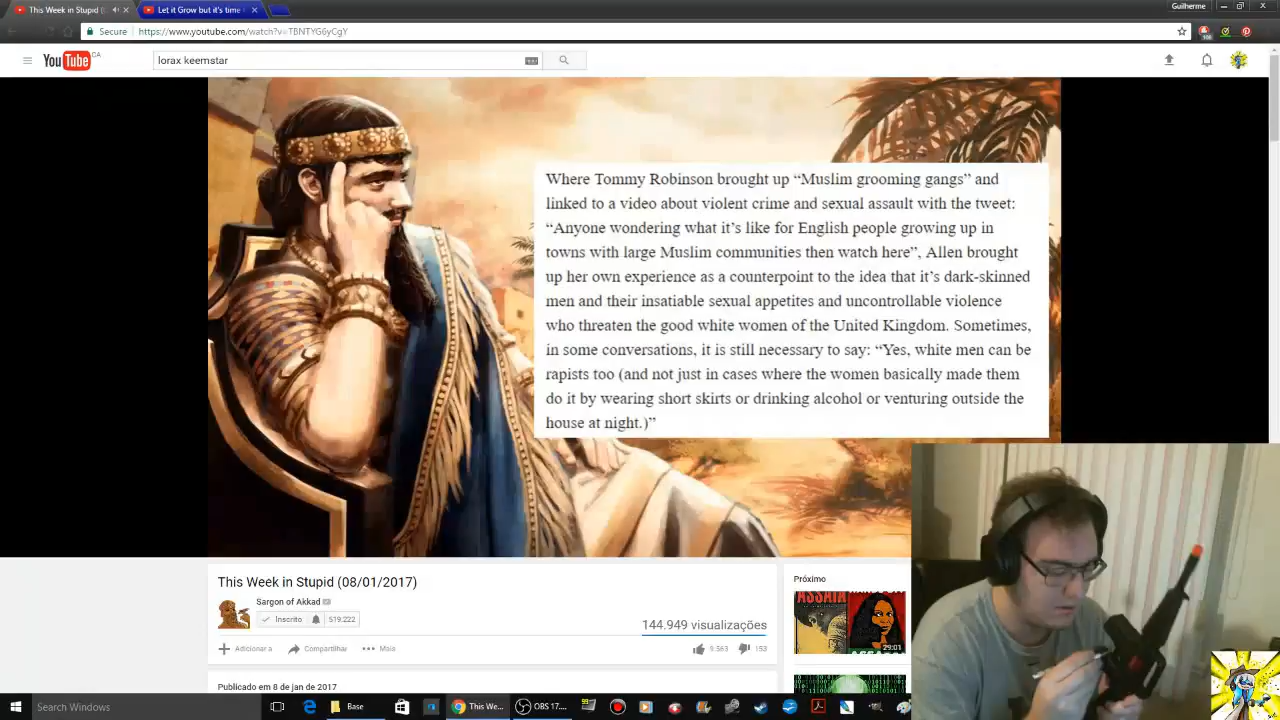 This Week in Stupid (
Let it Grow but it's time
Guilherme
Secure
https://www.youtube.com/watch?v=TBNTYG6yCgY
YouTube CA
lorax keemstar
Where Tommy Robinson brought up “Muslim grooming gangs” and
linked to a video about violent crime and sexual assault with the tweet:
“Anyone wondering what it’s like for English people growing up in
towns with large Muslim communities then watch here”, Allen brought
up her own experience as a counterpoint to the idea that it’s dark-skinned
men and their insatiable sexual appetites and uncontrollable violence
who threaten the good white women of the United Kingdom. Sometimes,
in some conversations, it is still necessary to say: “Yes, white men can be
rapists too (and not just in cases where the women basically made them
do it by wearing short skirts or drinking alcohol or venturing outside the
house at night.)”
This Week in Stupid (08/01/2017)
Sargon of Akkad
Inscrito 519.222
144.949 visualizações
Adicionar a
Compartilhar
Mais
9.563
153
Publicado em 8 de jan de 2017
Próximo
29:01
Search Windows
Base
This We...
OBS 17....